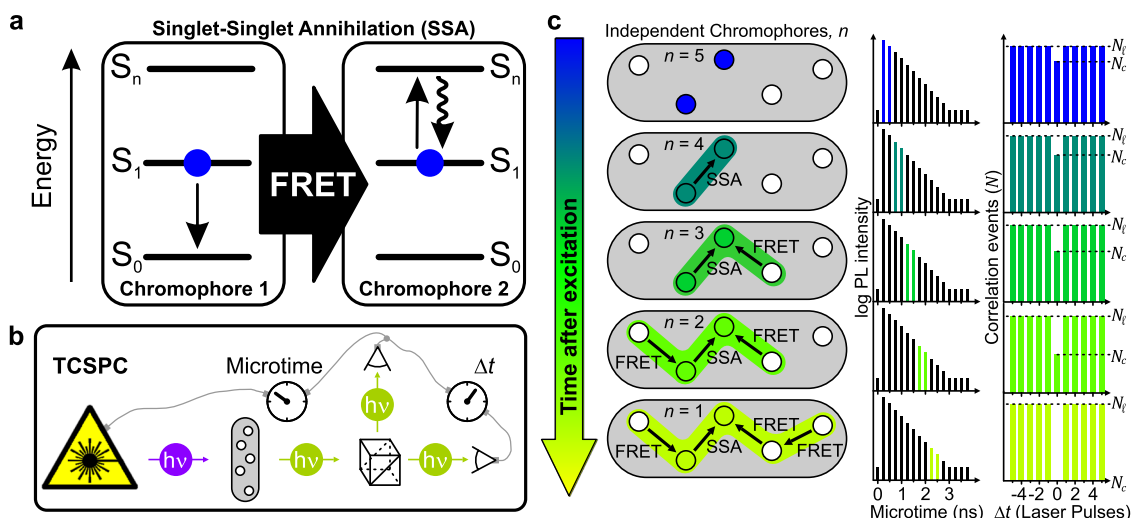 a
Singlet-Singlet Annihilation (SSA)
Energy
Sn
Sn
S1
S1
FRET
S0
S0
Chromophore 1
Chromophore 2
b
TCSPC
Microtime
Δt
hν
hν
hν
hν
c
Time after excitation
Independent Chromophores, n
n = 5
n = 4
SSA
n = 3
FRET
SSA
n = 2
FRET
FRET
SSA
n = 1
FRET
FRET
SSA
FRET
log PL intensity
0 1 2 3
Microtime (ns)
Correlation events (N)
Nℓ
Nc
Nℓ
Nc
Nℓ
Nc
Nℓ
Nc
Nℓ
Nc
-4 -2 0 2 4
Δt (Laser Pulses)